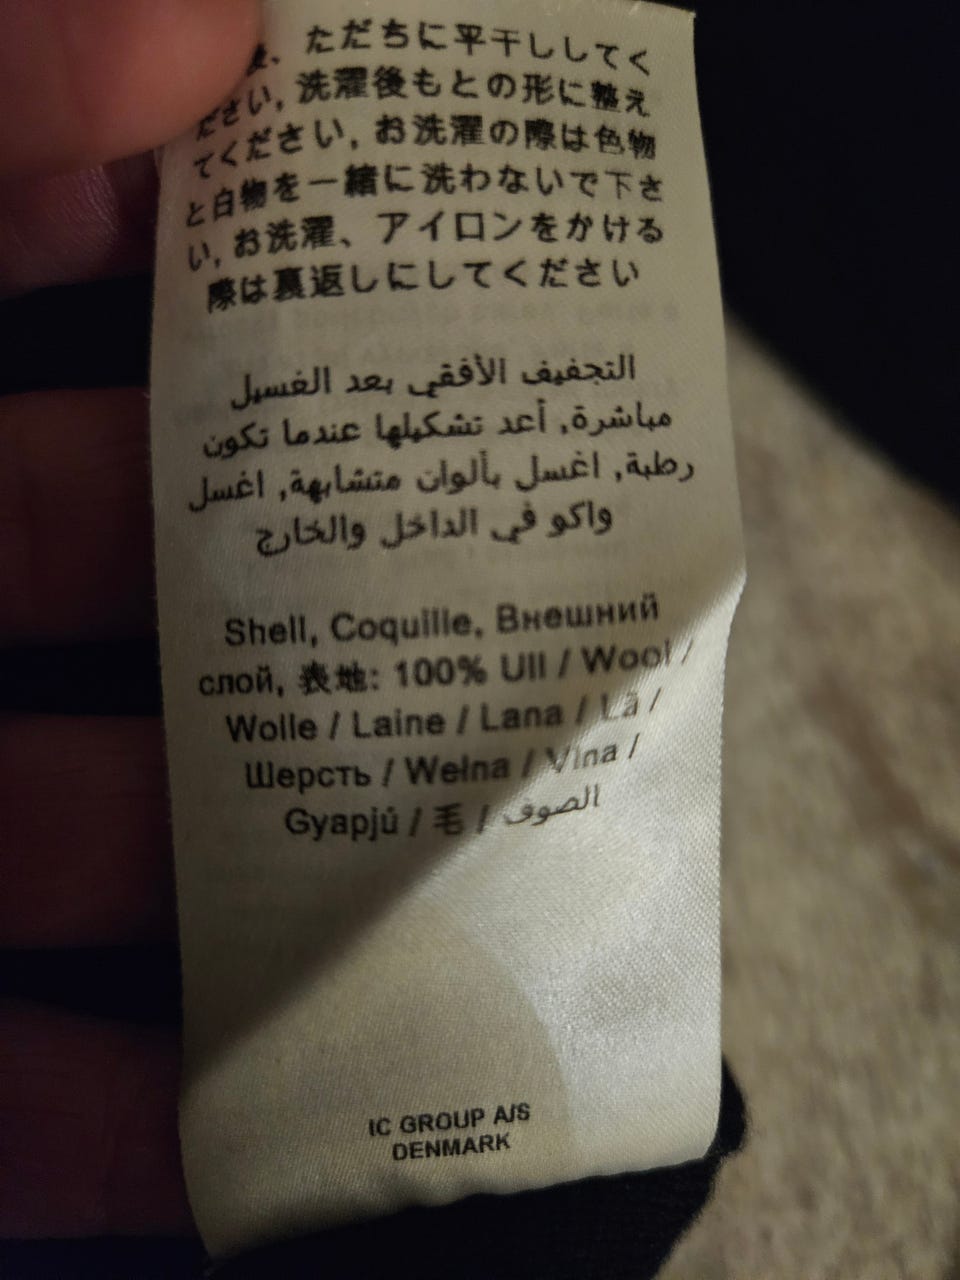 、ただちに平干ししてく
ださい, 洗濯後もとの形に整え
てください, お洗濯の際は色物
と白物を一緒に洗わないで下さ
い, お洗濯、アイロンをかける
際は裏返しにしてください
التجفيف الأفقي بعد الغسيل
مباشرة, أعد تشكيلها عندما تكون
رطبة, اغسل بألوان متشابهة, اغسل
واكو في الداخل والخارج
Shell, Coquille, Внешний
слой, 表地: 100% Ull / Wool /
Wolle / Laine / Lana / Lã /
Шерсть / Wełna / Vlna /
Gyapjú / 毛 / الصوف
IC GROUP A/S
DENMARK